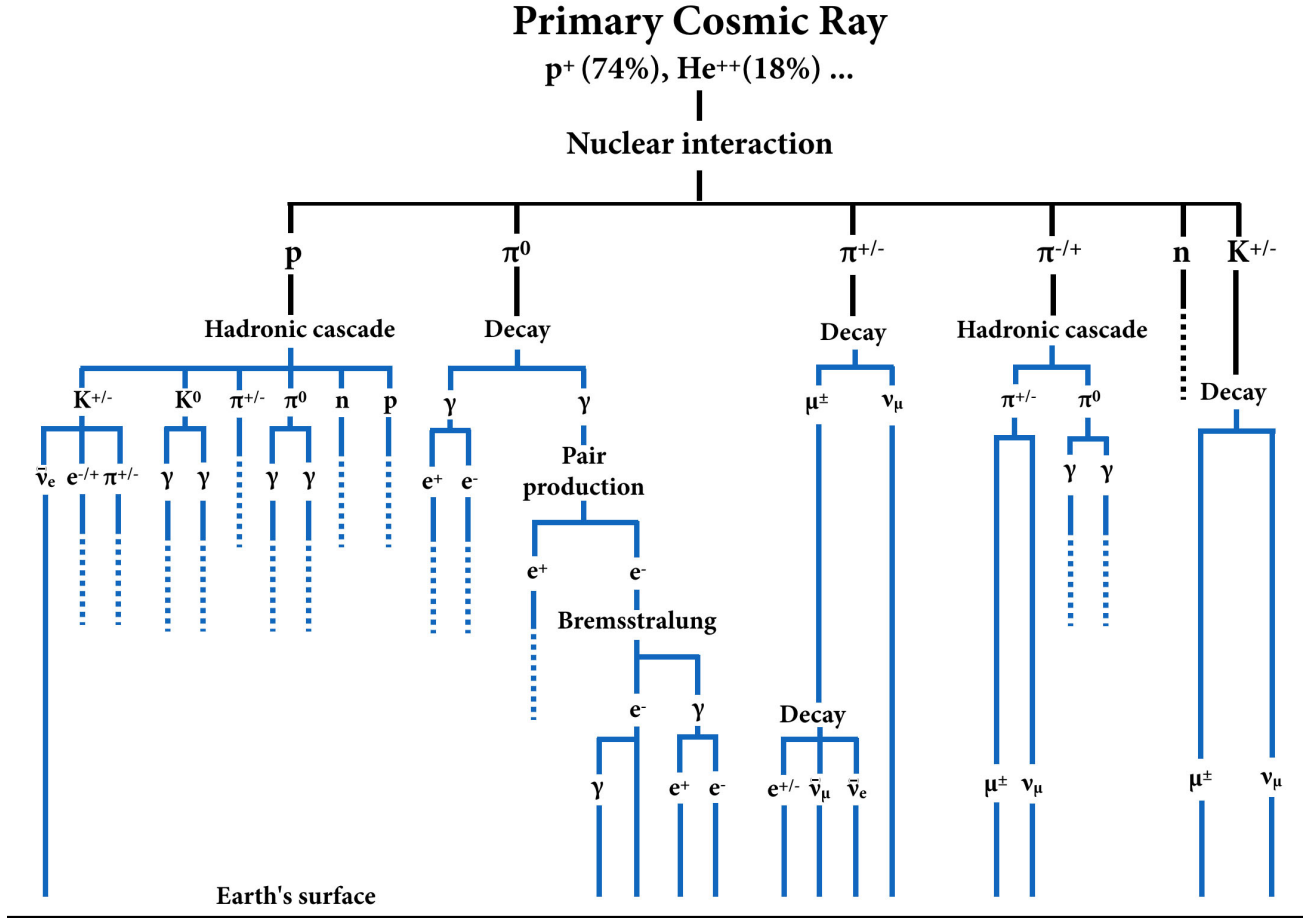 Primary Cosmic Ray
p⁺ (74%), He⁺⁺(18%) ...
Nuclear interaction
p π⁰ π⁺/⁻ π⁻/⁺ n K⁺/⁻
Hadronic cascade Decay Decay Hadronic cascade
Decay
K⁺/⁻ K⁰ π⁺/⁻ π⁰ n p γ γ μ± νμ π⁺/⁻ π⁰
Pair
production
ν̄e e⁻/⁺ π⁺/⁻ γ γ γ γ e⁺ e⁻ γ γ
e⁺ e⁻
Bremsstralung
e⁻ γ
Decay
γ e⁺ e⁻ e⁺/⁻ ν̄μ ν̄e μ± νμ μ± νμ
Earth's surface